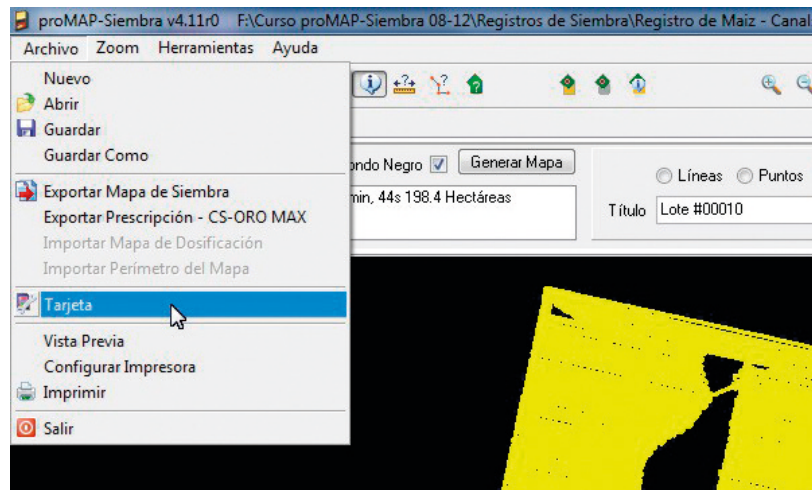 proMAP-Siembra v4.11r0 F:\Curso proMAP-Siembra 08-12\Registros de Siembra\Registro de Maiz - Canal
Archivo Zoom Herramientas Ayuda
Nuevo
Abrir
Guardar
Guardar Como
Exportar Mapa de Siembra
Exportar Prescripción - CS-ORO MAX
Importar Mapa de Dosificación
Importar Perímetro del Mapa
Tarjeta
Vista Previa
Configurar Impresora
Imprimir
Salir
ondo Negro Generar Mapa
min, 44s 198.4 Hectáreas
Líneas Puntos
Título Lote #00010